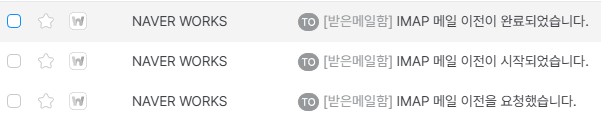 NAVER WORKS TO [받은메일함] IMAP 메일 이전이 완료되었습니다.
NAVER WORKS TO [받은메일함] IMAP 메일 이전이 시작되었습니다.
NAVER WORKS TO [받은메일함] IMAP 메일 이전을 요청했습니다.